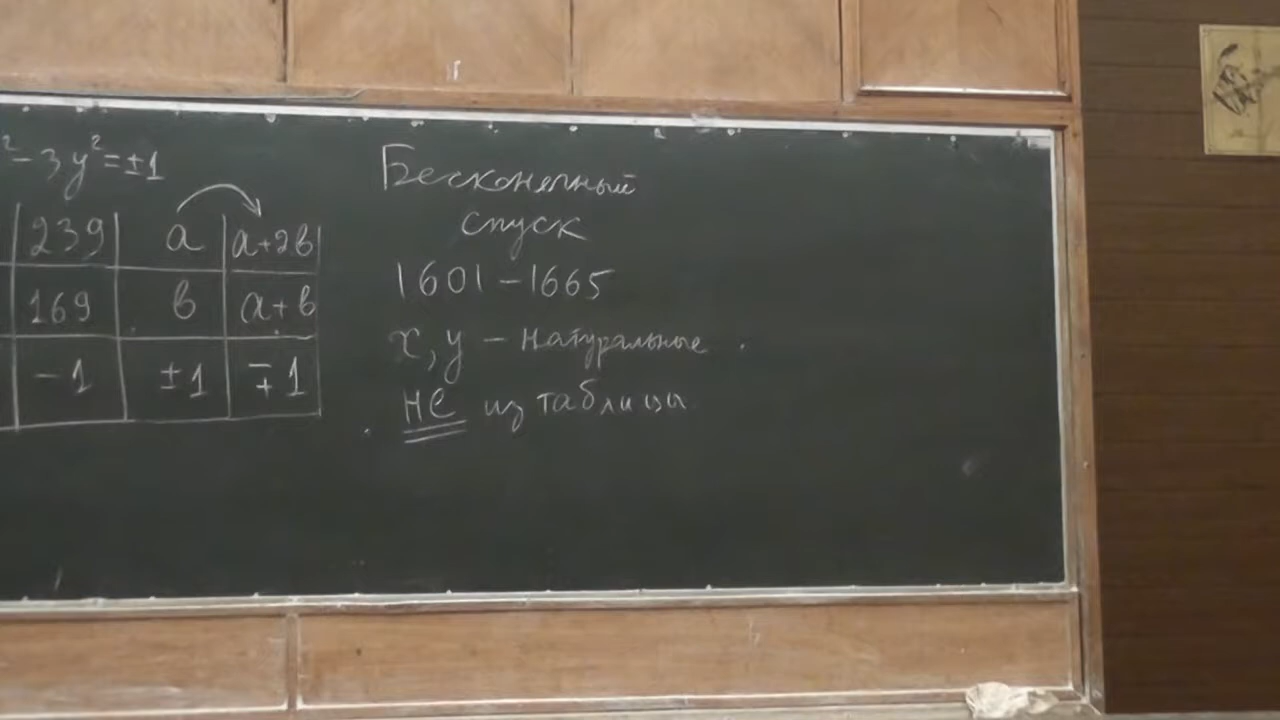 ²-3y²=±1
239 a a+2b
169 b a+b
-1 ±1 ∓1
Бесконечный
спуск
1601-1665
x, y - натуральные
НЕ из таблицы